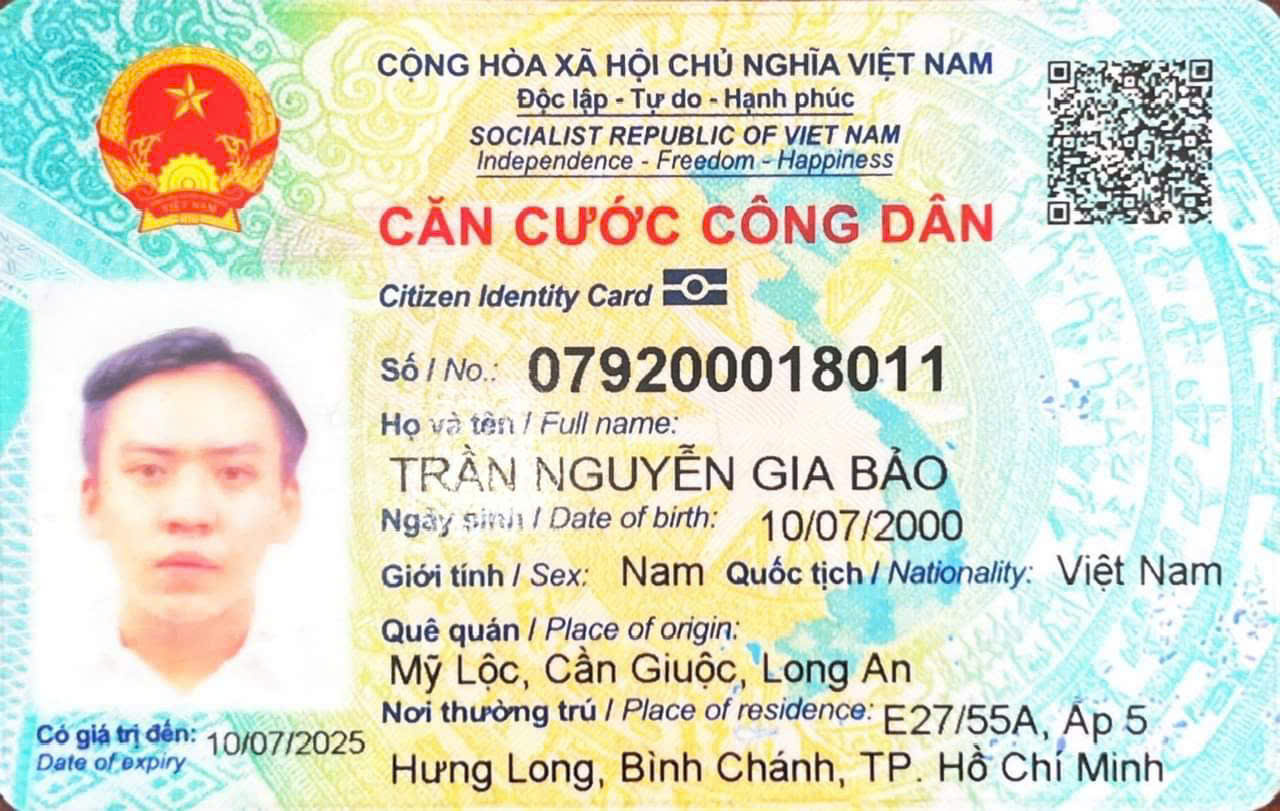 CỘNG HÒA XÃ HỘI CHỦ NGHĨA VIỆT NAM
Độc lập - Tự do - Hạnh phúc
SOCIALIST REPUBLIC OF VIET NAM
Independence - Freedom - Happiness
CĂN CƯỚC CÔNG DÂN
Citizen Identity Card
Số / No.: 079200018011
Họ và tên / Full name:
TRẦN NGUYỄN GIA BẢO
Ngày sinh / Date of birth: 10/07/2000
Giới tính / Sex: Nam Quốc tịch / Nationality: Việt Nam
Quê quán / Place of origin:
Mỹ Lộc, Cần Giuộc, Long An
Nơi thường trú / Place of residence: E27/55A, Ấp 5
Hưng Long, Bình Chánh, TP. Hồ Chí Minh
Có giá trị đến: 10/07/2025
Date of expiry
VIỆT NAM